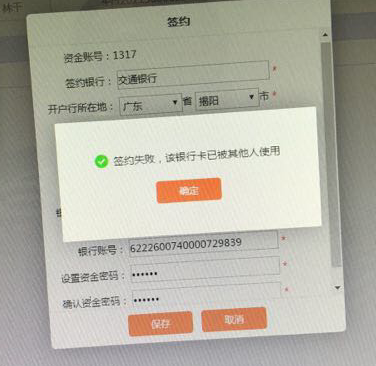 林千
签约
资金账号：1317
签约银行：交通银行*
开户行所在地：广东▼省揭阳▼市*
签约失败，该银行卡已被其他人使用
确定
银行账号：6222600740000729839*
设置资金密码：••••••*
确认资金密码：••••••*
保存 取消